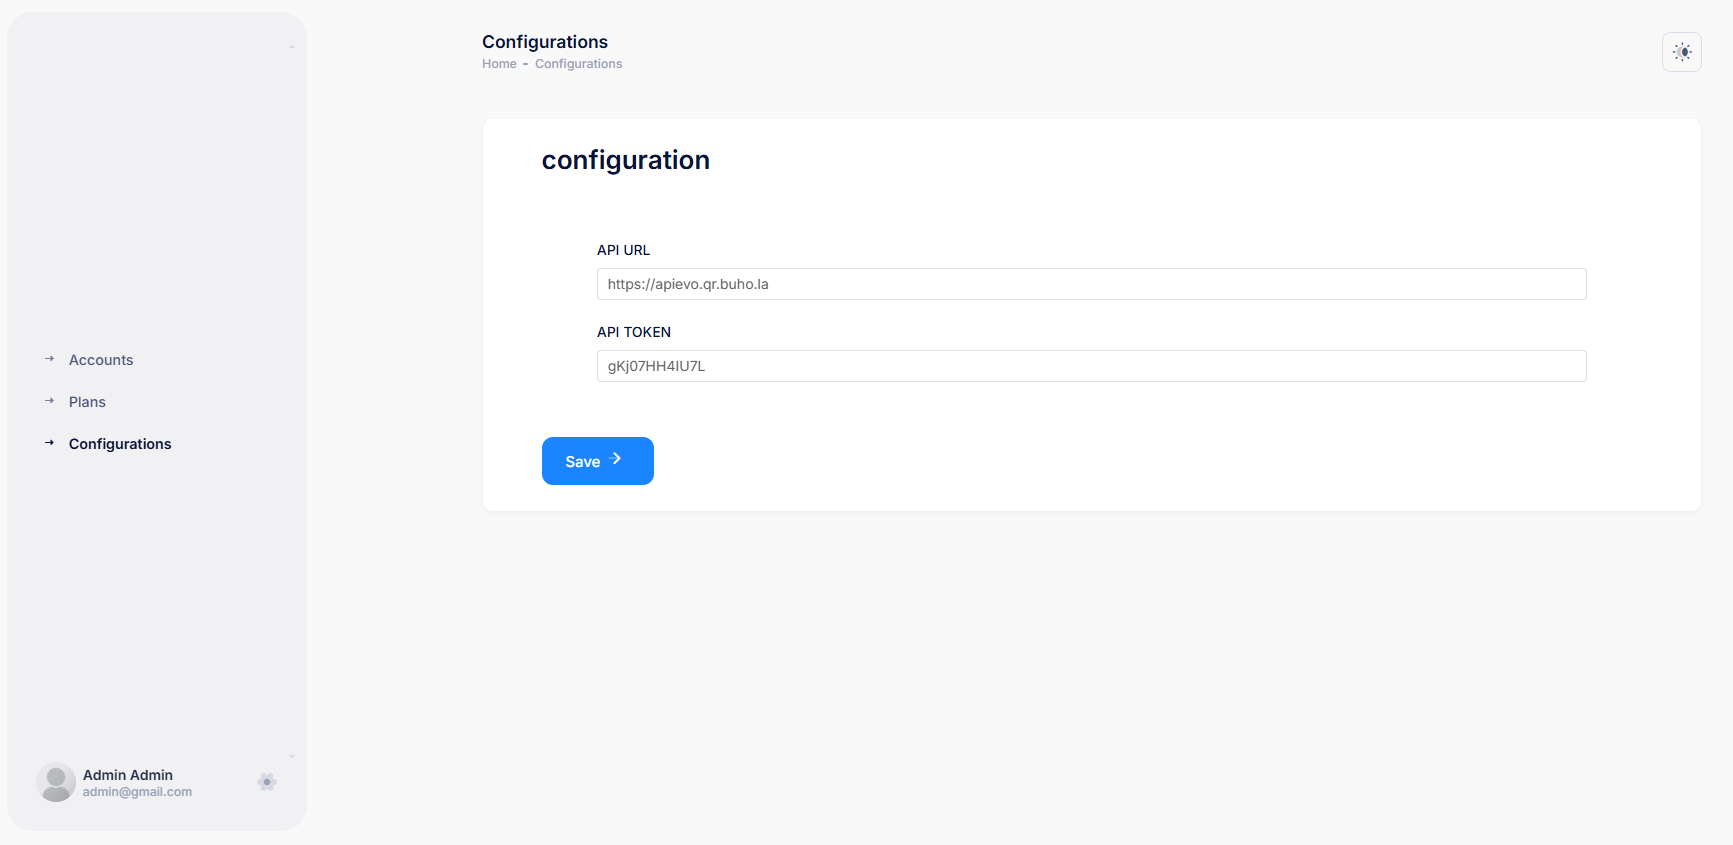 Configurations
Home - Configurations
configuration
API URL
https://apievo.qr.buho.la
API TOKEN
gKj07HH4IU7L
Save
Accounts
Plans
Configurations
Admin Admin
admin@gmail.com